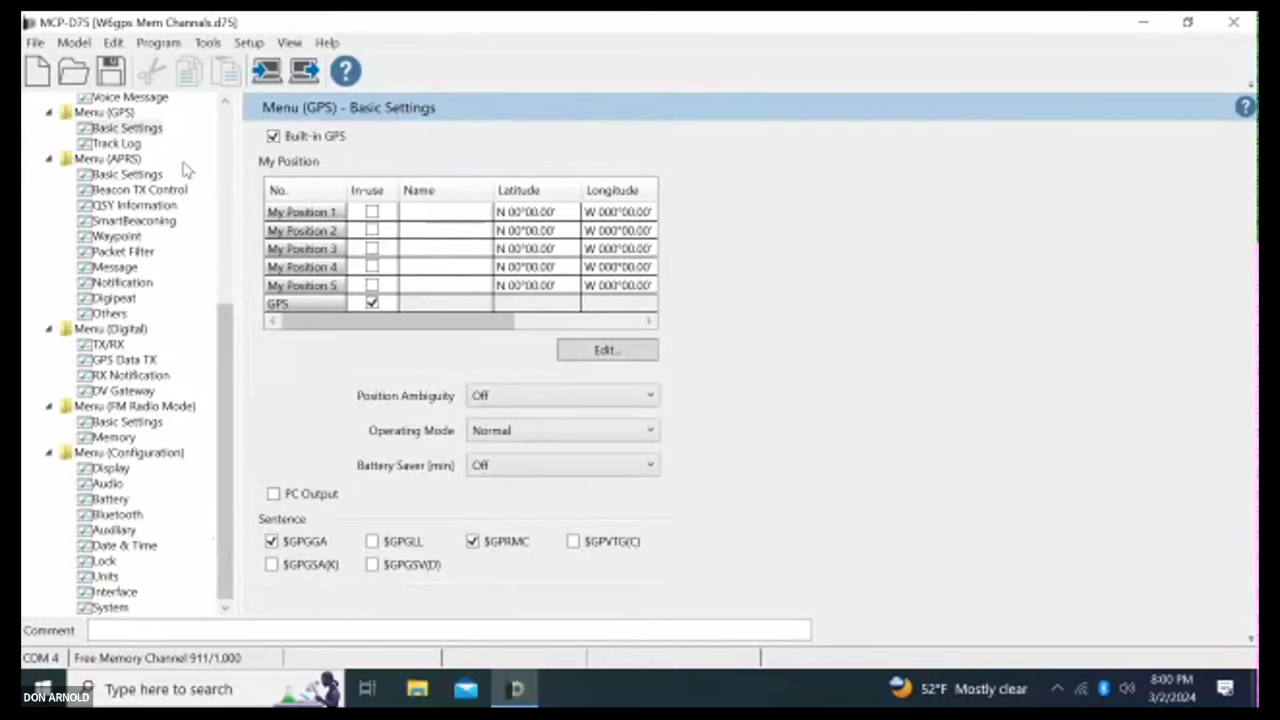 MCP-D75 [W6gps Mem Channels.d75]
File Model Edit Program Tools Setup View Help
Voice Message
Menu (GPS)
Basic Settings
Track Log
Menu (APRS)
Basic Settings
Beacon TX Control
QSY Information
SmartBeaconing
Waypoint
Packet Filter
Message
Notification
Digipeat
Others
Menu (Digital)
TX/RX
GPS Data TX
RX Notification
DV Gateway
Menu (FM Radio Mode)
Basic Settings
Memory
Menu (Configuration)
Display
Audio
Battery
Bluetooth
Auxiliary
Date & Time
Lock
Units
Interface
System
Menu (GPS) - Basic Settings
Built-in GPS
My Position
No. In-use Name Latitude Longitude
My Position 1 N 00°00.00' W 000°00.00'
My Position 2 N 00°00.00' W 000°00.00'
My Position 3 N 00°00.00' W 000°00.00'
My Position 4 N 00°00.00' W 000°00.00'
My Position 5 N 00°00.00' W 000°00.00'
GPS
Edit...
Position Ambiguity Off
Operating Mode Normal
Battery Saver [min] Off
PC Output
Sentence
$GPGGA $GPGLL $GPRMC $GPVTG(C)
$GPGSA(K) $GPGSV(D)
Comment
COM 4 Free Memory Channel 911/1,000
Type here to search
52°F Mostly clear
8:00 PM
3/2/2024
DON ARNOLD